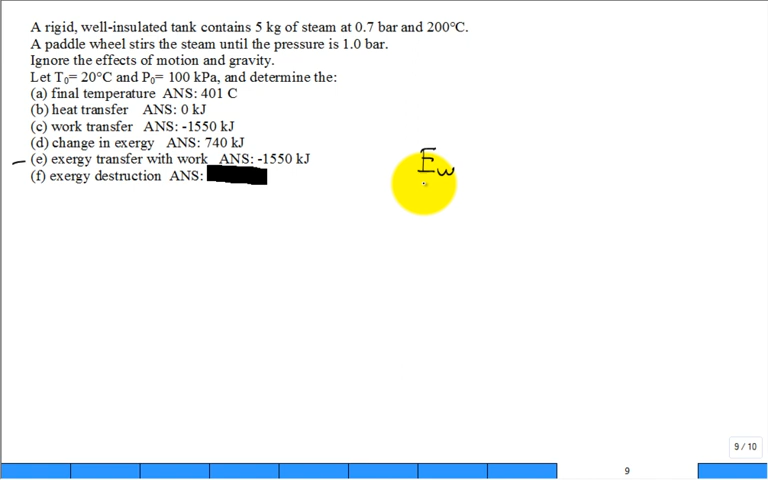 A rigid, well-insulated tank contains 5 kg of steam at 0.7 bar and 200°C.
A paddle wheel stirs the steam until the pressure is 1.0 bar.
Ignore the effects of motion and gravity.
Let T₀= 20°C and P₀= 100 kPa, and determine the:
(a) final temperature ANS: 401 C
(b) heat transfer ANS: 0 kJ
(c) work transfer ANS: -1550 kJ
(d) change in exergy ANS: 740 kJ
(e) exergy transfer with work ANS: -1550 kJ
(f) exergy destruction ANS:
Ew
9 / 10
9